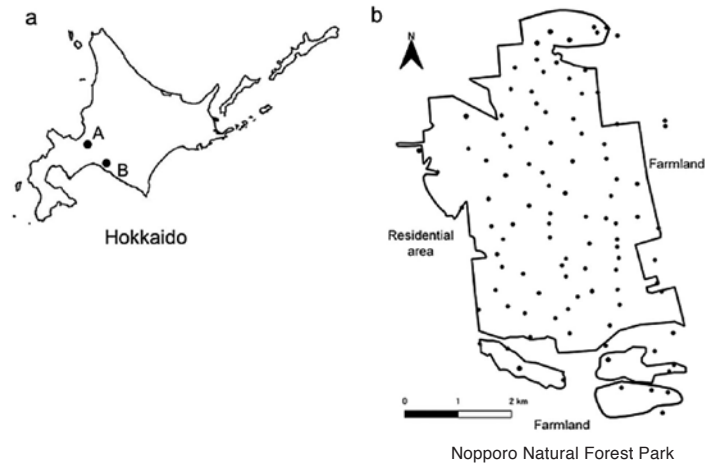 a
A
B
Hokkaido
b
N
Farmland
Residential
area
0 1 2 km
Farmland
Nopporo Natural Forest Park